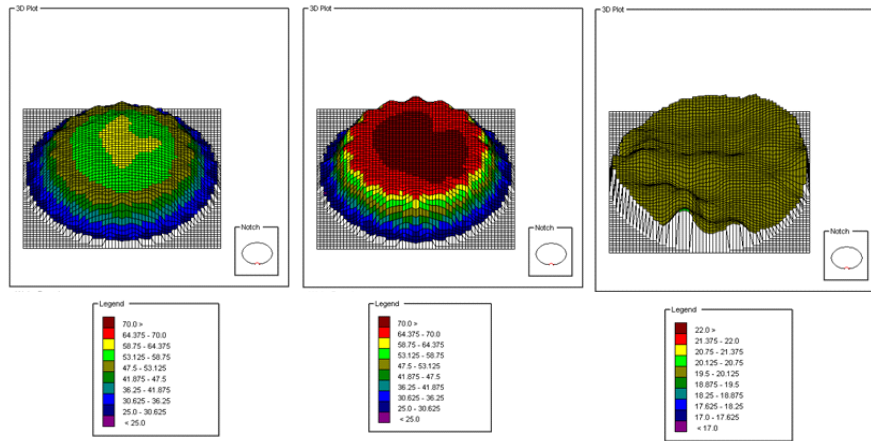 3D Plot
Notch
Legend
70.0 >
64.375 - 70.0
58.75 - 64.375
53.125 - 58.75
47.5 - 53.125
41.875 - 47.5
36.25 - 41.875
30.625 - 36.25
25.0 - 30.625
< 25.0
3D Plot
Notch
Legend
70.0 >
64.375 - 70.0
58.75 - 64.375
53.125 - 58.75
47.5 - 53.125
41.875 - 47.5
36.25 - 41.875
30.625 - 36.25
25.0 - 30.625
< 25.0
3D Plot
Notch
Legend
22.0 >
21.375 - 22.0
20.75 - 21.375
20.125 - 20.75
19.5 - 20.125
18.875 - 19.5
18.25 - 18.875
17.625 - 18.25
17.0 - 17.625
< 17.0